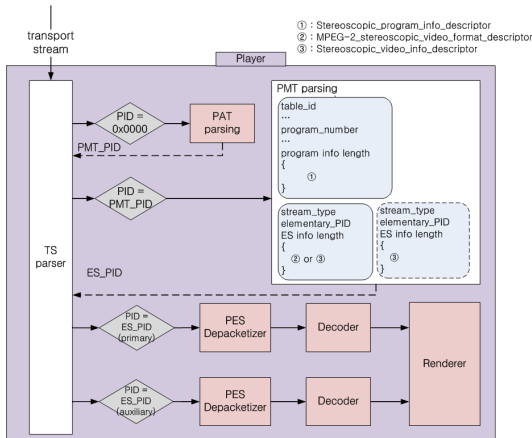 ① : Stereoscopic_program_info_descriptor
② : MPEG-2_stereoscopic_video_format_descriptor
③ : Stereoscopic_video_info_descriptor
transport
stream
Player
TS
parser
PID =
0x0000
PAT
parsing
PMT_PID
PID =
PMT_PID
PMT parsing
table_id
...
program_number
...
program info length
{
①
}
stream_type
elementary_PID
ES info length
{
② or ③
}
stream_type
elementary_PID
ES info length
{
③
}
ES_PID
PID =
ES_PID
(primary)
PES
Depacketizer
Decoder
Renderer
PID =
ES_PID
(auxiliary)
PES
Depacketizer
Decoder